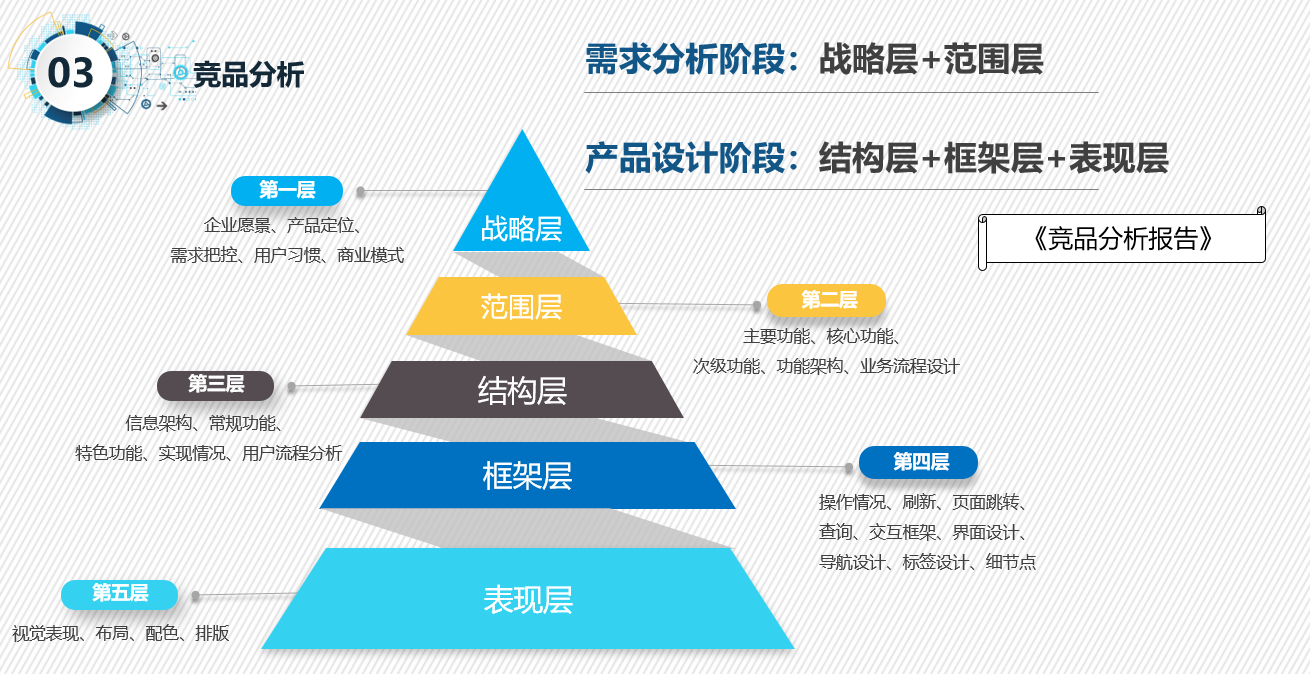 03
竞品分析
需求分析阶段：战略层+范围层
产品设计阶段：结构层+框架层+表现层
《竞品分析报告》
第一层
企业愿景、产品定位、
需求把控、用户习惯、商业模式
战略层
范围层
第二层
主要功能、核心功能、
次级功能、功能架构、业务流程设计
第三层
信息架构、常规功能、
特色功能、实现情况、用户流程分析
结构层
框架层
第四层
操作情况、刷新、页面跳转、
查询、交互框架、界面设计、
导航设计、标签设计、细节点
第五层
视觉表现、布局、配色、排版
表现层